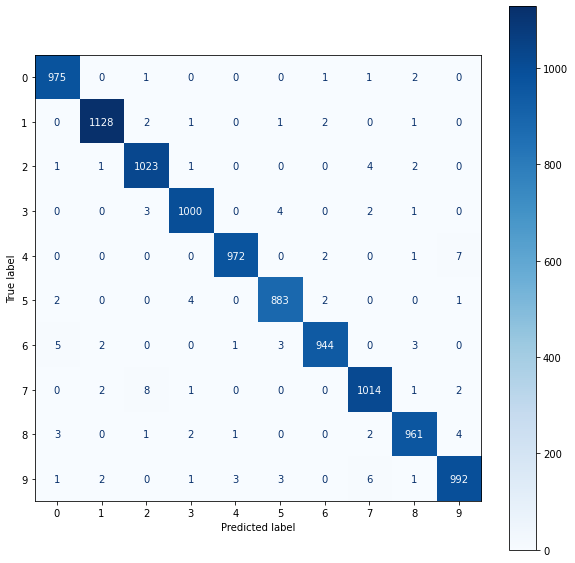 0 975 0 1 0 0 0 1 1 2 0
1 0 1128 2 1 0 1 2 0 1 0
2 1 1 1023 1 0 0 0 4 2 0
3 0 0 3 1000 0 4 0 2 1 0
4 0 0 0 0 972 0 2 0 1 7
5 2 0 0 4 0 883 2 0 0 1
6 5 2 0 0 1 3 944 0 3 0
7 0 2 8 1 0 0 0 1014 1 2
8 3 0 1 2 1 0 0 2 961 4
9 1 2 0 1 3 3 0 6 1 992
0 1 2 3 4 5 6 7 8 9
Predicted label
True label
1000
800
600
400
200
0